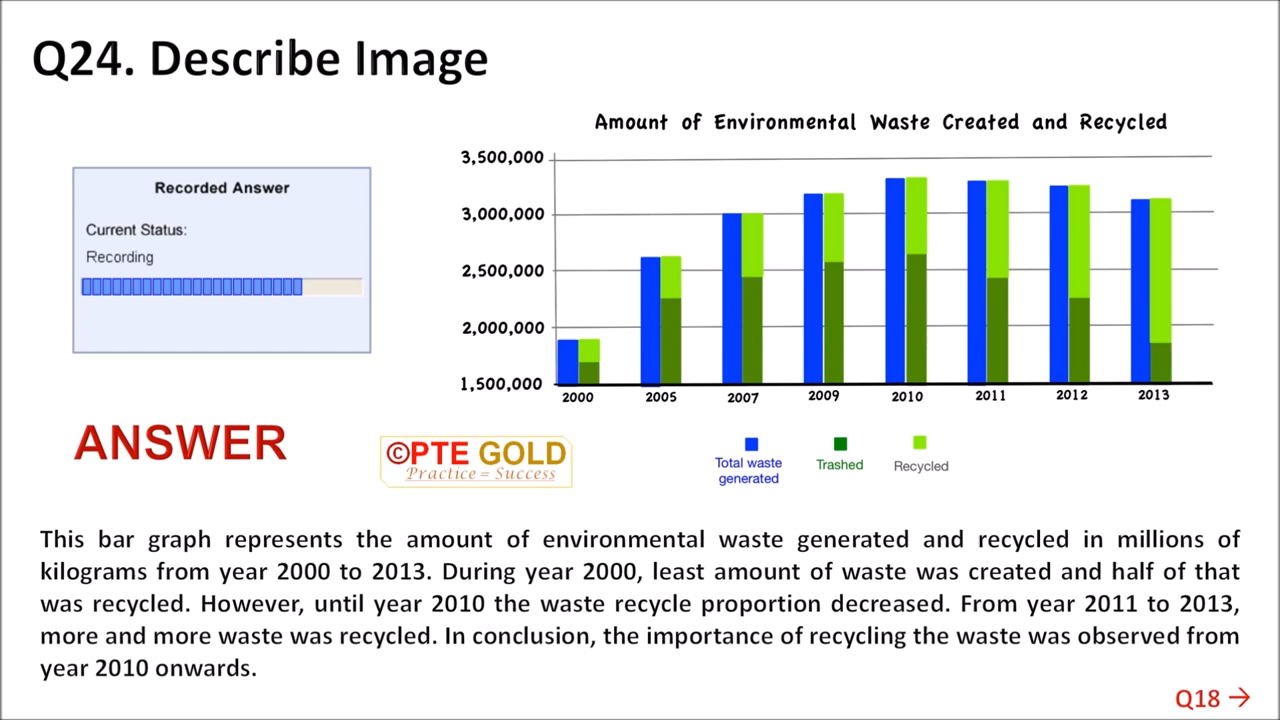 Q24. Describe Image
Amount of Environmental Waste Created and Recycled
Recorded Answer
Current Status:
Recording
3,500,000
3,000,000
2,500,000
2,000,000
1,500,000
2000 2005 2007 2009 2010 2011 2012 2013
Total waste
generated
Trashed
Recycled
ANSWER
©PTE GOLD
Practice = Success
This bar graph represents the amount of environmental waste generated and recycled in millions of
kilograms from year 2000 to 2013. During year 2000, least amount of waste was created and half of that
was recycled. However, until year 2010 the waste recycle proportion decreased. From year 2011 to 2013,
more and more waste was recycled. In conclusion, the importance of recycling the waste was observed from
year 2010 onwards.
Q18 →